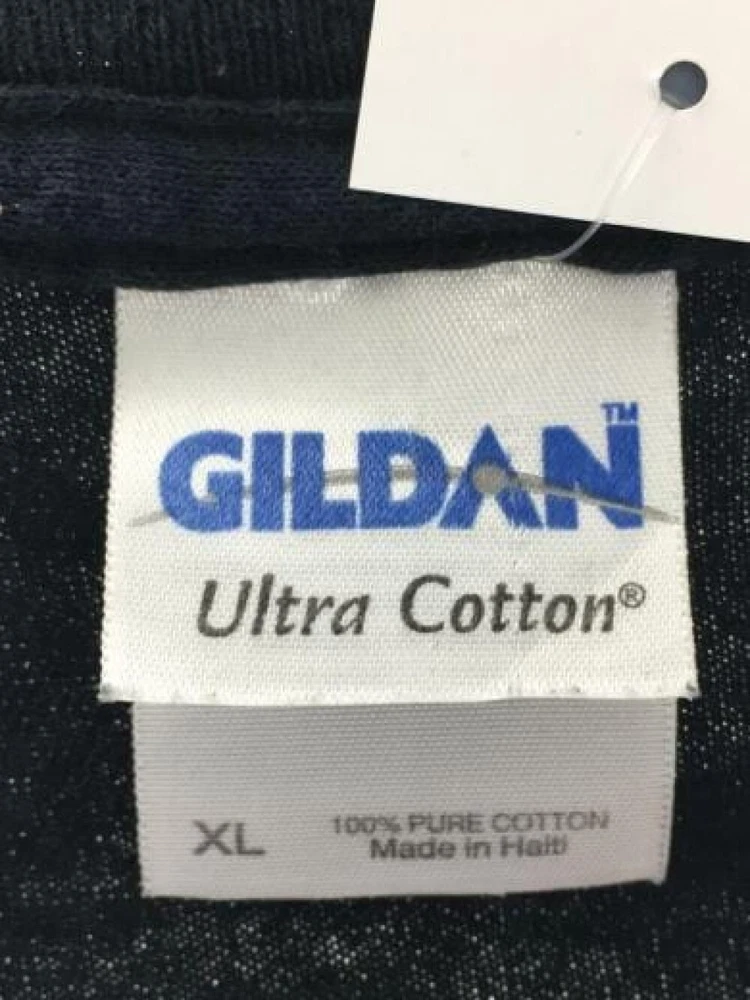 GILDAN™
Ultra Cotton®
XL
100% PURE COTTON
Made in Haiti